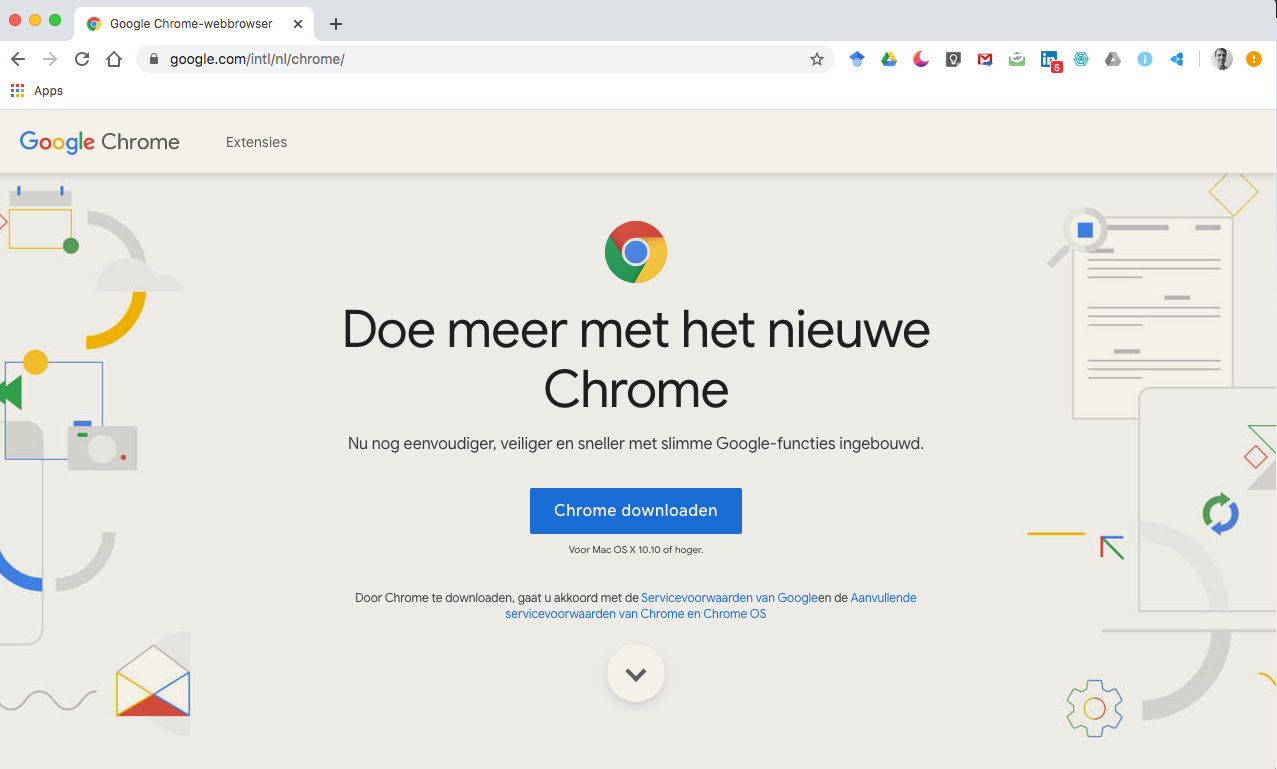 Google Chrome-webbrowser
google.com/intl/nl/chrome/
5
Apps
Google Chrome
Extensies
Doe meer met het nieuwe
Chrome
Nu nog eenvoudiger, veiliger en sneller met slimme Google-functies ingebouwd.
Chrome downloaden
Voor Mac OS X 10.10 of hoger.
Door Chrome te downloaden, gaat u akkoord met de Servicevoorwaarden van Googleen de Aanvullende
servicevoorwaarden van Chrome en Chrome OS